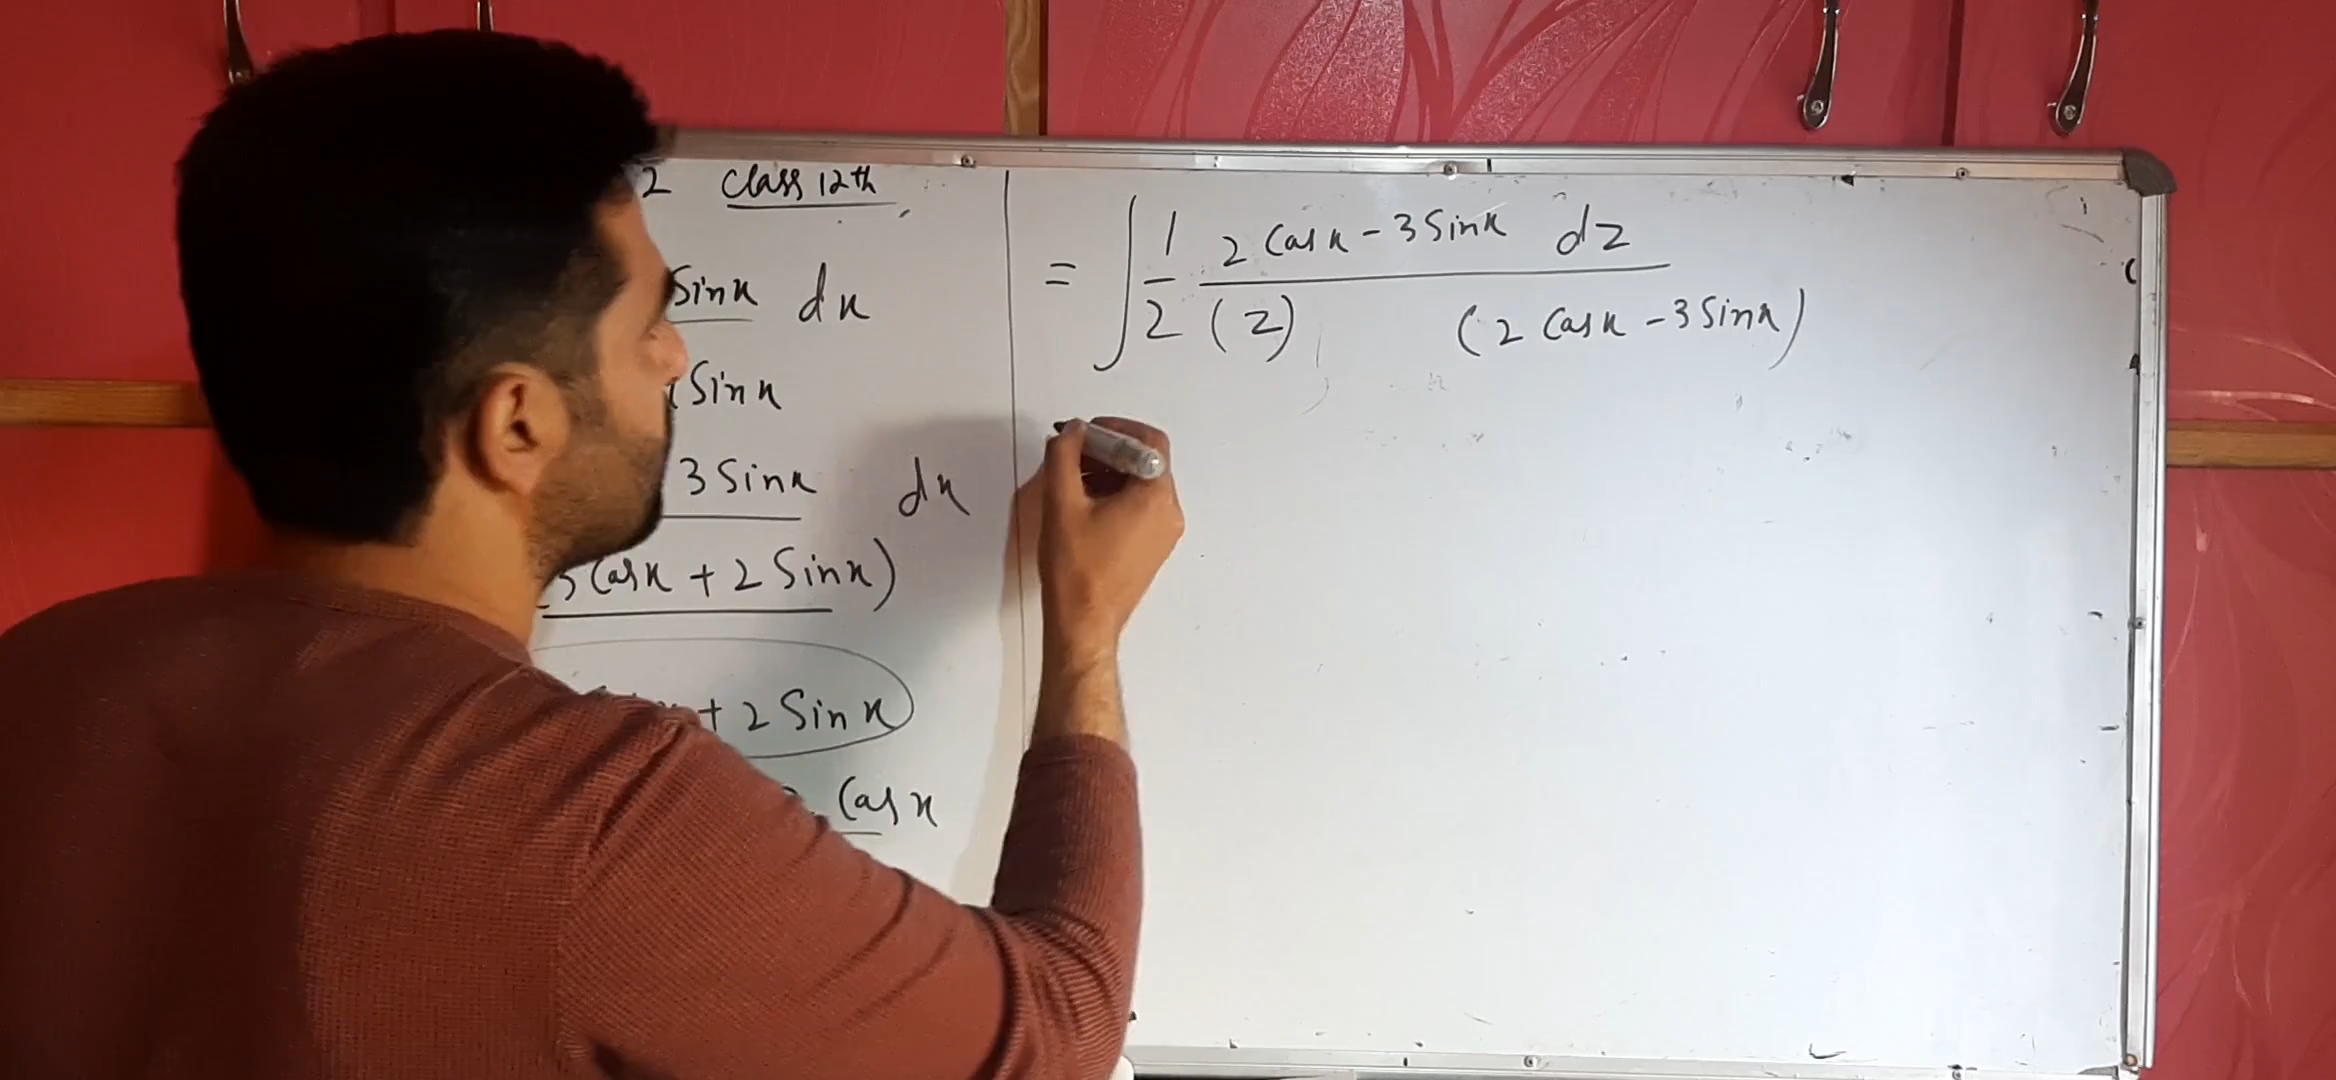 2 Class 12th
Sinx dx
Sinx
3 Sinx dx
3 Cosx + 2 Sinx)
+ 2 Sinx
Cosx
= ∫ 1/2 2 Cosx - 3 Sinx dz
(z) (2 Cosx - 3 Sinx)